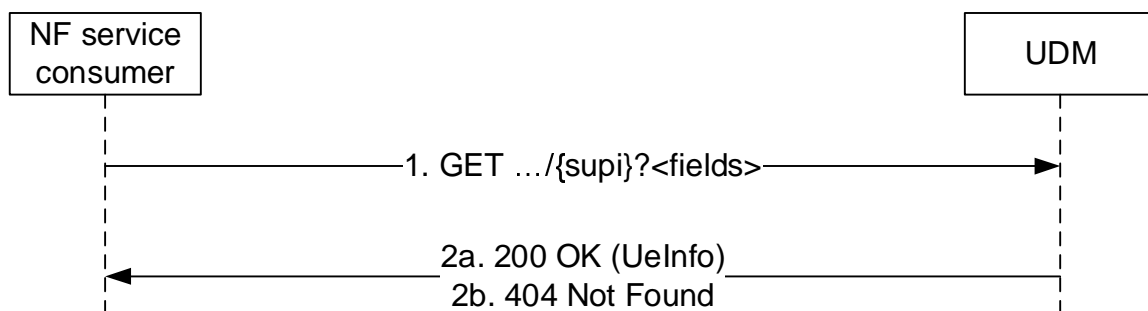 NF service
consumer
UDM
1. GET …/{supi}?<fields>
2a. 200 OK (UeInfo)
2b. 404 Not Found